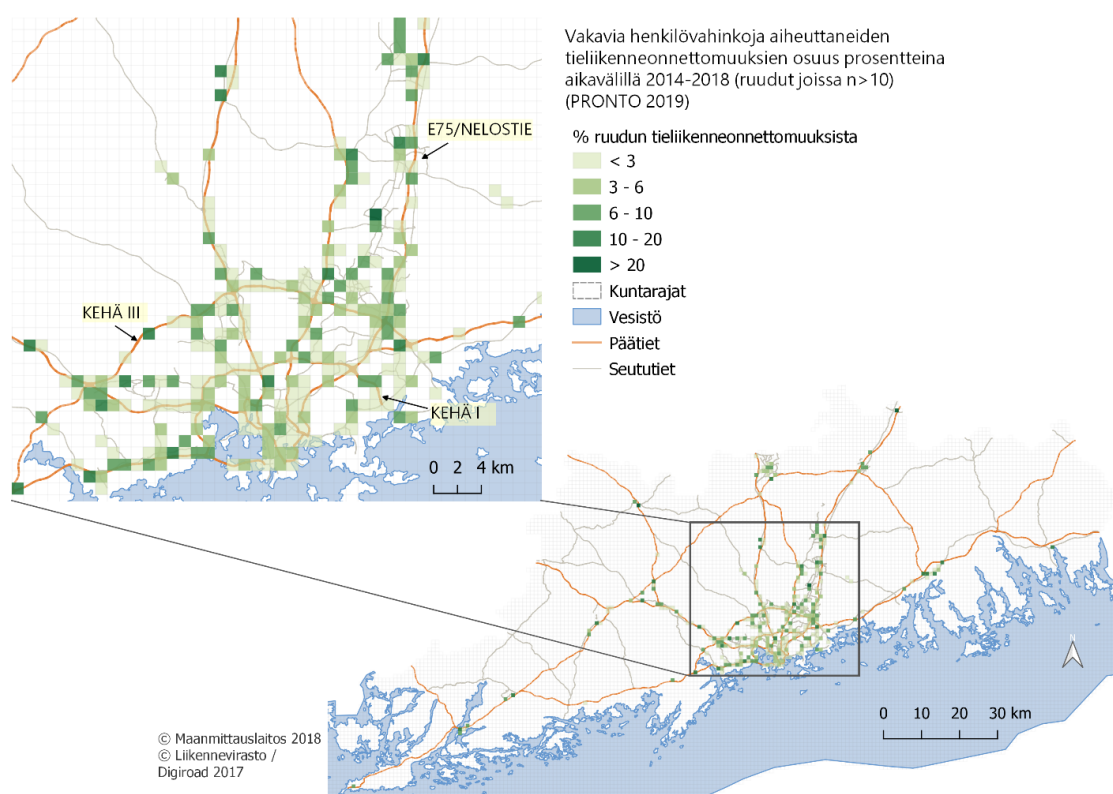 Vakavia henkilövahinkoja aiheuttaneiden
tieliikenneonnettomuuksien osuus prosentteina
aikavälillä 2014-2018 (ruudut joissa n>10)
(PRONTO 2019)
% ruudun tieliikenneonnettomuuksista
< 3
3 - 6
6 - 10
10 - 20
> 20
Kuntarajat
Vesistö
Päätiet
Seututiet
E75/NELOSTIE
KEHÄ III
KEHÄ I
0 2 4 km
N
0 10 20 30 km
© Maanmittauslaitos 2018
© Liikennevirasto /
Digiroad 2017